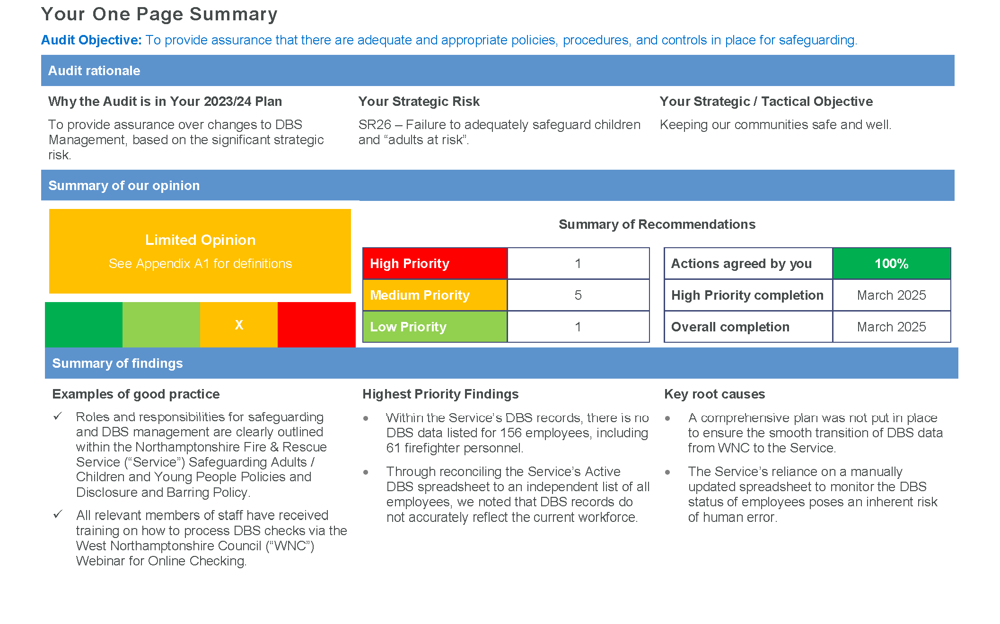 Your One Page Summary
Audit Objective: To provide assurance that there are adequate and appropriate policies, procedures, and controls in place for safeguarding.
Audit rationale
Why the Audit is in Your 2023/24 Plan
To provide assurance over changes to DBS
Management, based on the significant strategic
risk.
Your Strategic Risk
SR26 – Failure to adequately safeguard children
and “adults at risk”.
Your Strategic / Tactical Objective
Keeping our communities safe and well.
Summary of our opinion
Limited Opinion
See Appendix A1 for definitions
X
Summary of Recommendations
High Priority 1
Medium Priority 5
Low Priority 1
Actions agreed by you 100%
High Priority completion March 2025
Overall completion March 2025
Summary of findings
Examples of good practice
✓ Roles and responsibilities for safeguarding
and DBS management are clearly outlined
within the Northamptonshire Fire & Rescue
Service (“Service”) Safeguarding Adults /
Children and Young People Policies and
Disclosure and Barring Policy.
✓ All relevant members of staff have received
training on how to process DBS checks via the
West Northamptonshire Council (“WNC”)
Webinar for Online Checking.
Highest Priority Findings
● Within the Service’s DBS records, there is no
DBS data listed for 156 employees, including
61 firefighter personnel.
● Through reconciling the Service’s Active
DBS spreadsheet to an independent list of all
employees, we noted that DBS records do
not accurately reflect the current workforce.
Key root causes
● A comprehensive plan was not put in place
to ensure the smooth transition of DBS data
from WNC to the Service.
● The Service’s reliance on a manually
updated spreadsheet to monitor the DBS
status of employees poses an inherent risk
of human error.